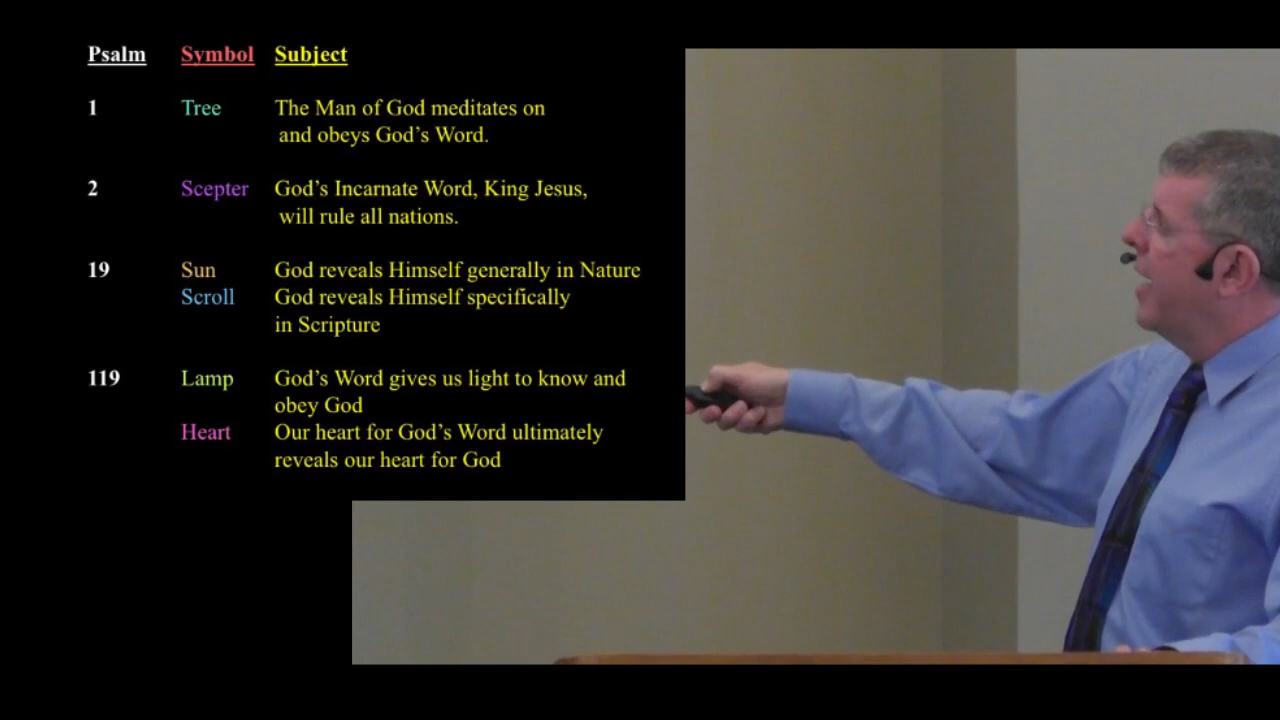 Psalm Symbol Subject
1 Tree The Man of God meditates on
and obeys God’s Word.
2 Scepter God’s Incarnate Word, King Jesus,
will rule all nations.
19 Sun God reveals Himself generally in Nature
Scroll God reveals Himself specifically
in Scripture
119 Lamp God’s Word gives us light to know and
obey God
Heart Our heart for God’s Word ultimately
reveals our heart for God